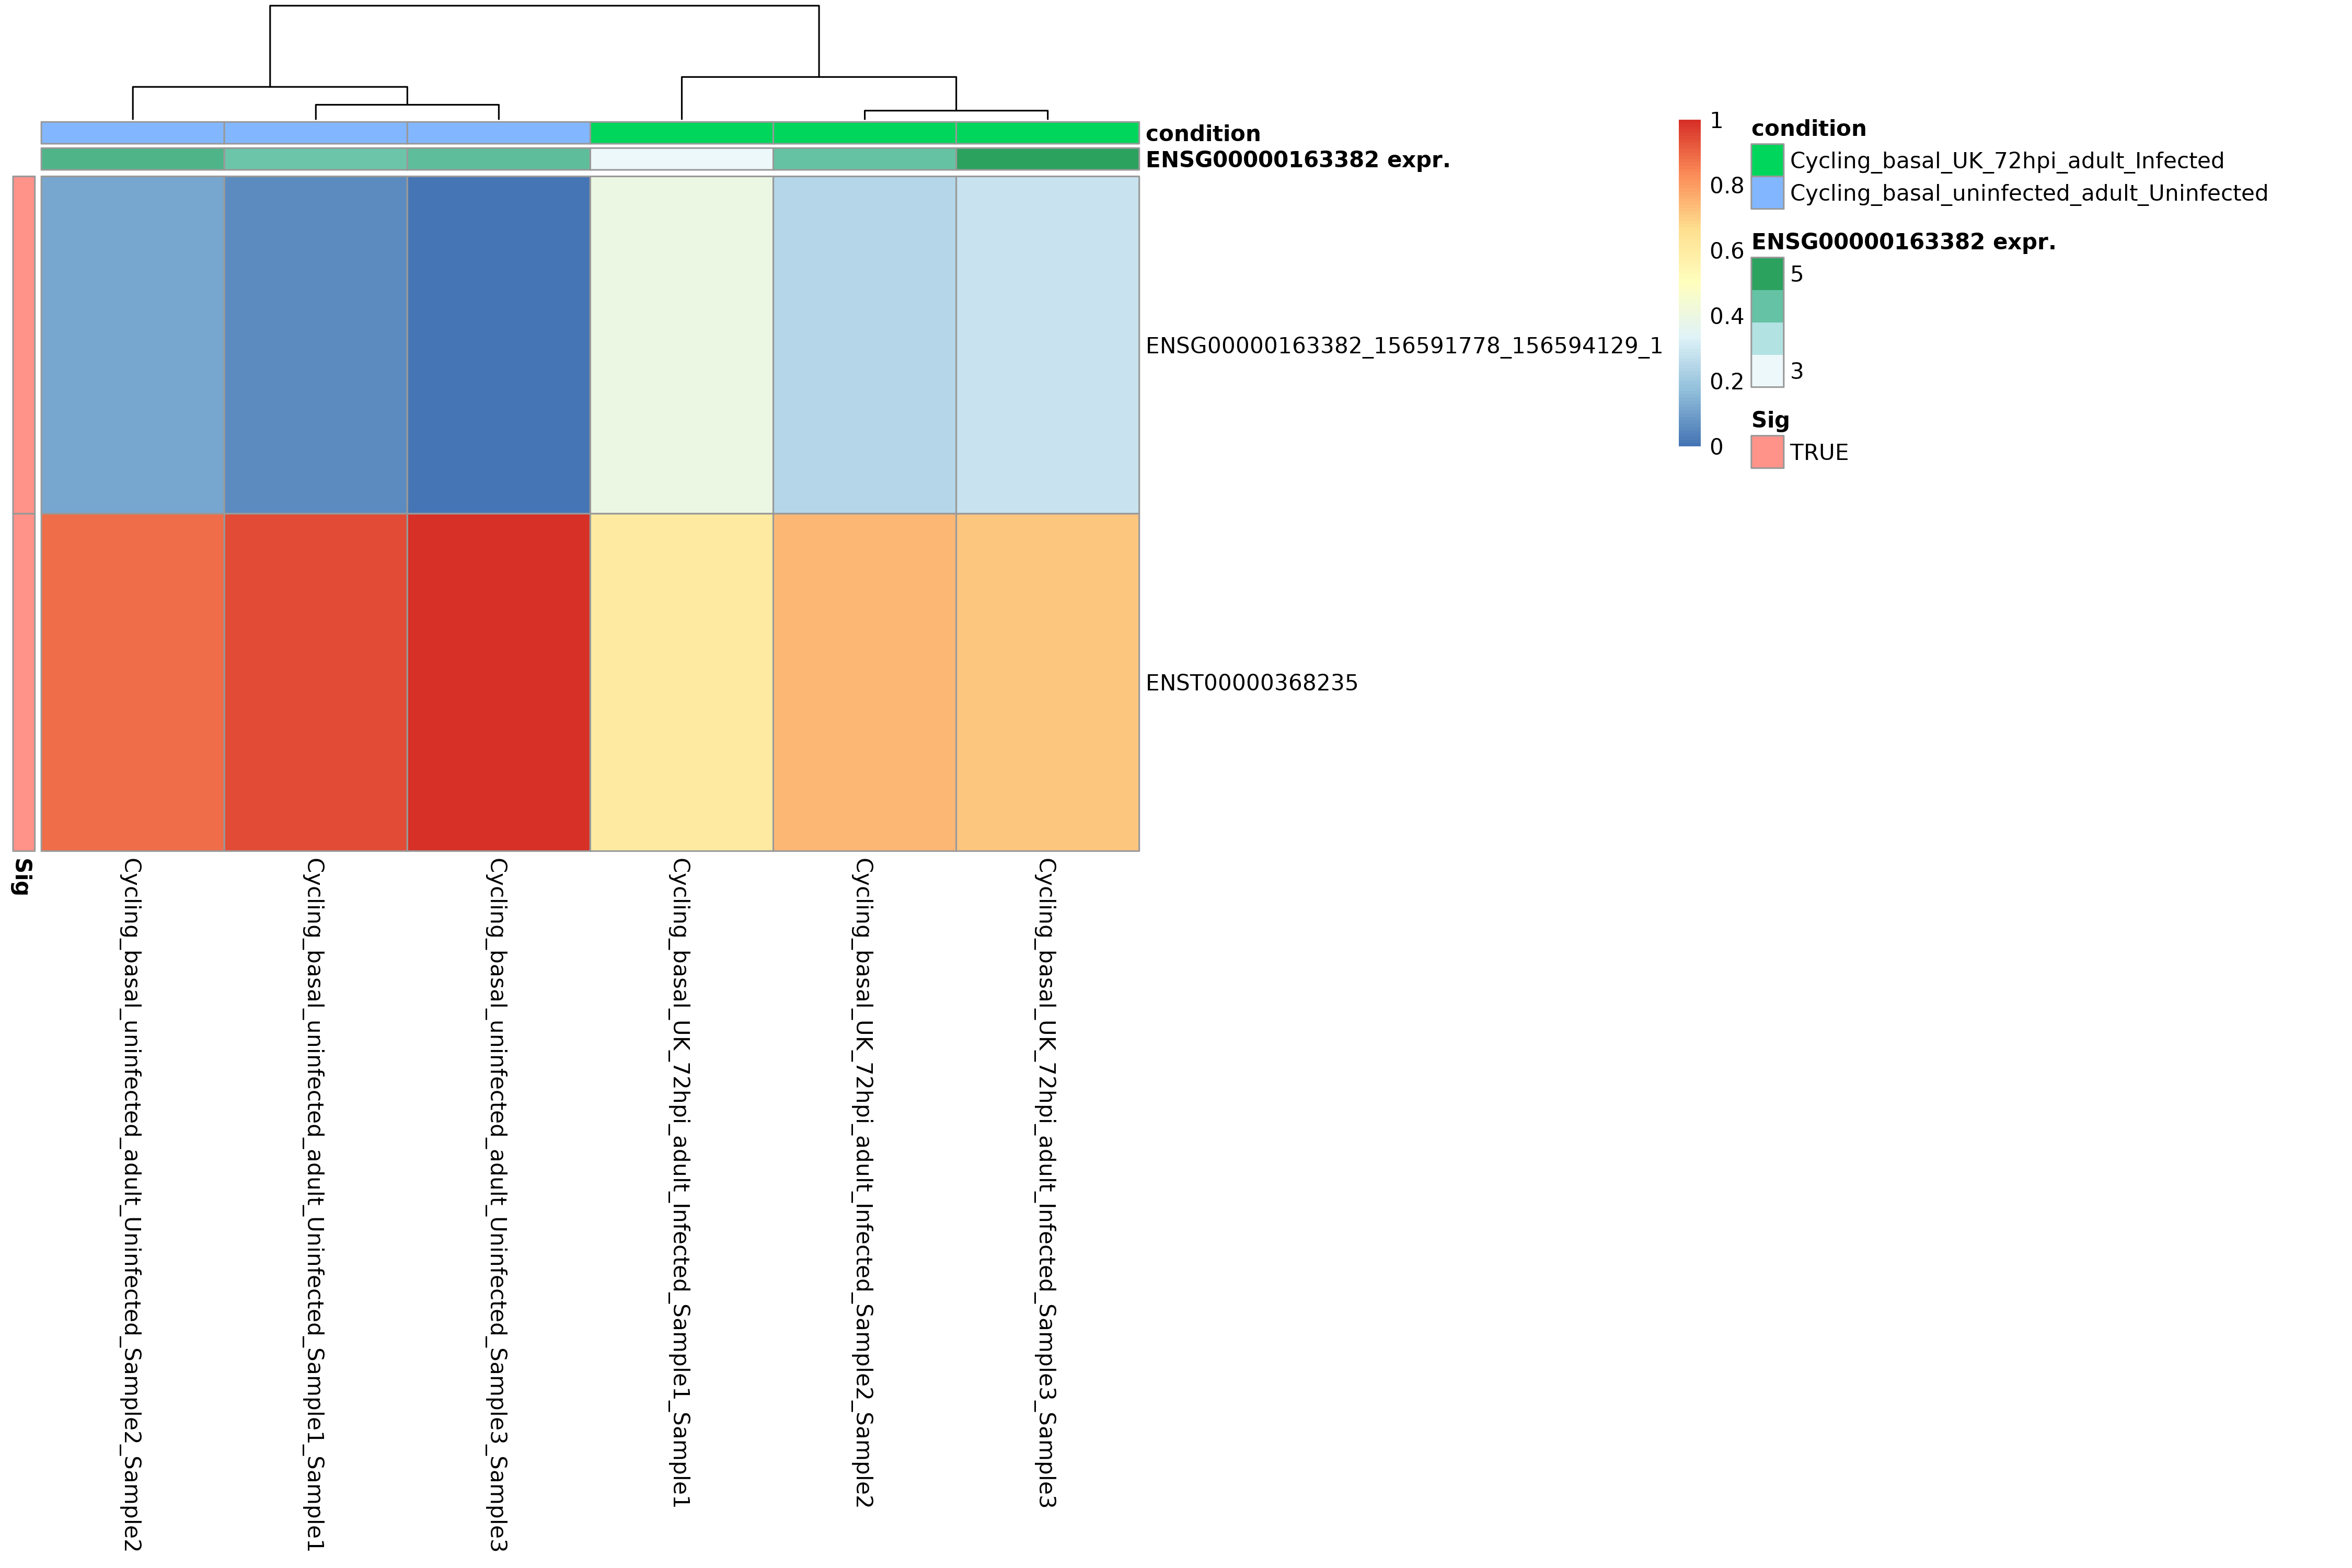 condition
ENSG00000163382 expr.
ENSG00000163382_156591778_156594129_1
ENST00000368235
Sig
Cycling_basal_uninfected_adult_Uninfected_Sample2_Sample2
Cycling_basal_uninfected_adult_Uninfected_Sample1_Sample1
Cycling_basal_uninfected_adult_Uninfected_Sample3_Sample3
Cycling_basal_UK_72hpi_adult_Infected_Sample1_Sample1
Cycling_basal_UK_72hpi_adult_Infected_Sample2_Sample2
Cycling_basal_UK_72hpi_adult_Infected_Sample3_Sample3
1
0.8
0.6
0.4
0.2
0
condition
Cycling_basal_UK_72hpi_adult_Infected
Cycling_basal_uninfected_adult_Uninfected
ENSG00000163382 expr.
5
3
Sig
TRUE